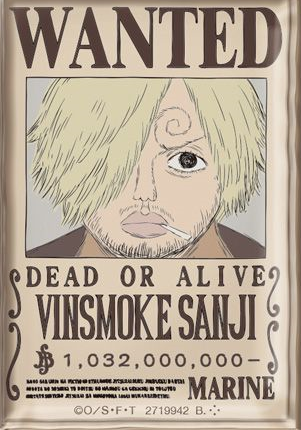 WANTED
DEAD OR ALIVE
VINSMOKE SANJI
฿ 1,032,000,000-
MARINE
©O/S・F・T 2719942 B.